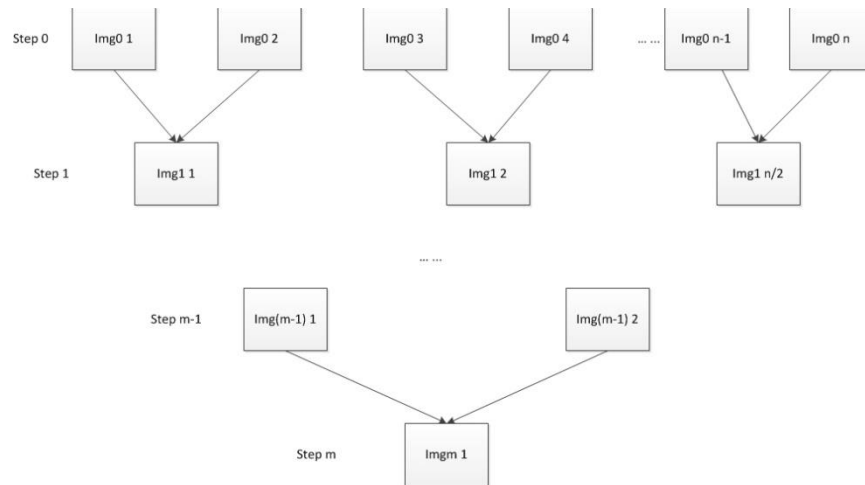 Step 0 Img0 1 Img0 2 Img0 3 Img0 4 ... ... Img0 n-1 Img0 n
Step 1 Img1 1 Img1 2 Img1 n/2
... ...
Step m-1 Img(m-1) 1 Img(m-1) 2
Step m Imgm 1